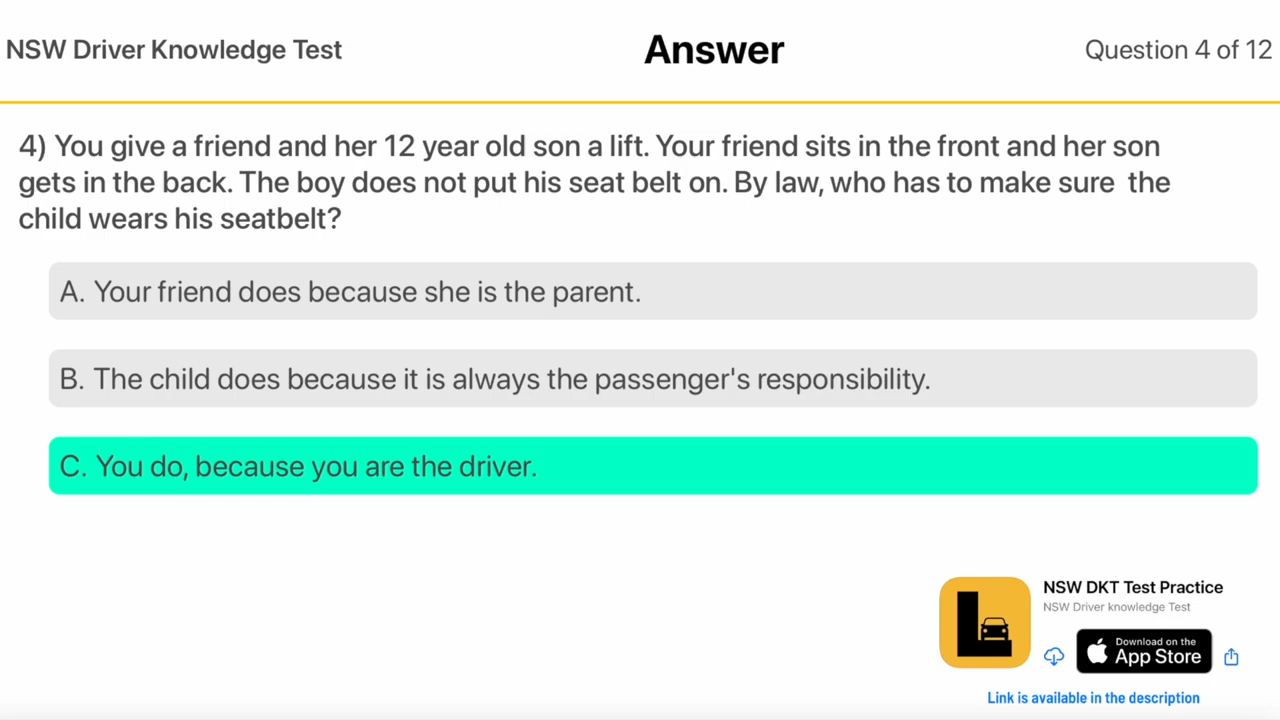 NSW Driver Knowledge Test
Answer
Question 4 of 12
4) You give a friend and her 12 year old son a lift. Your friend sits in the front and her son
gets in the back. The boy does not put his seat belt on. By law, who has to make sure the
child wears his seatbelt?
A. Your friend does because she is the parent.
B. The child does because it is always the passenger's responsibility.
C. You do, because you are the driver.
NSW DKT Test Practice
NSW Driver knowledge Test
Download on the
App Store
Link is available in the description